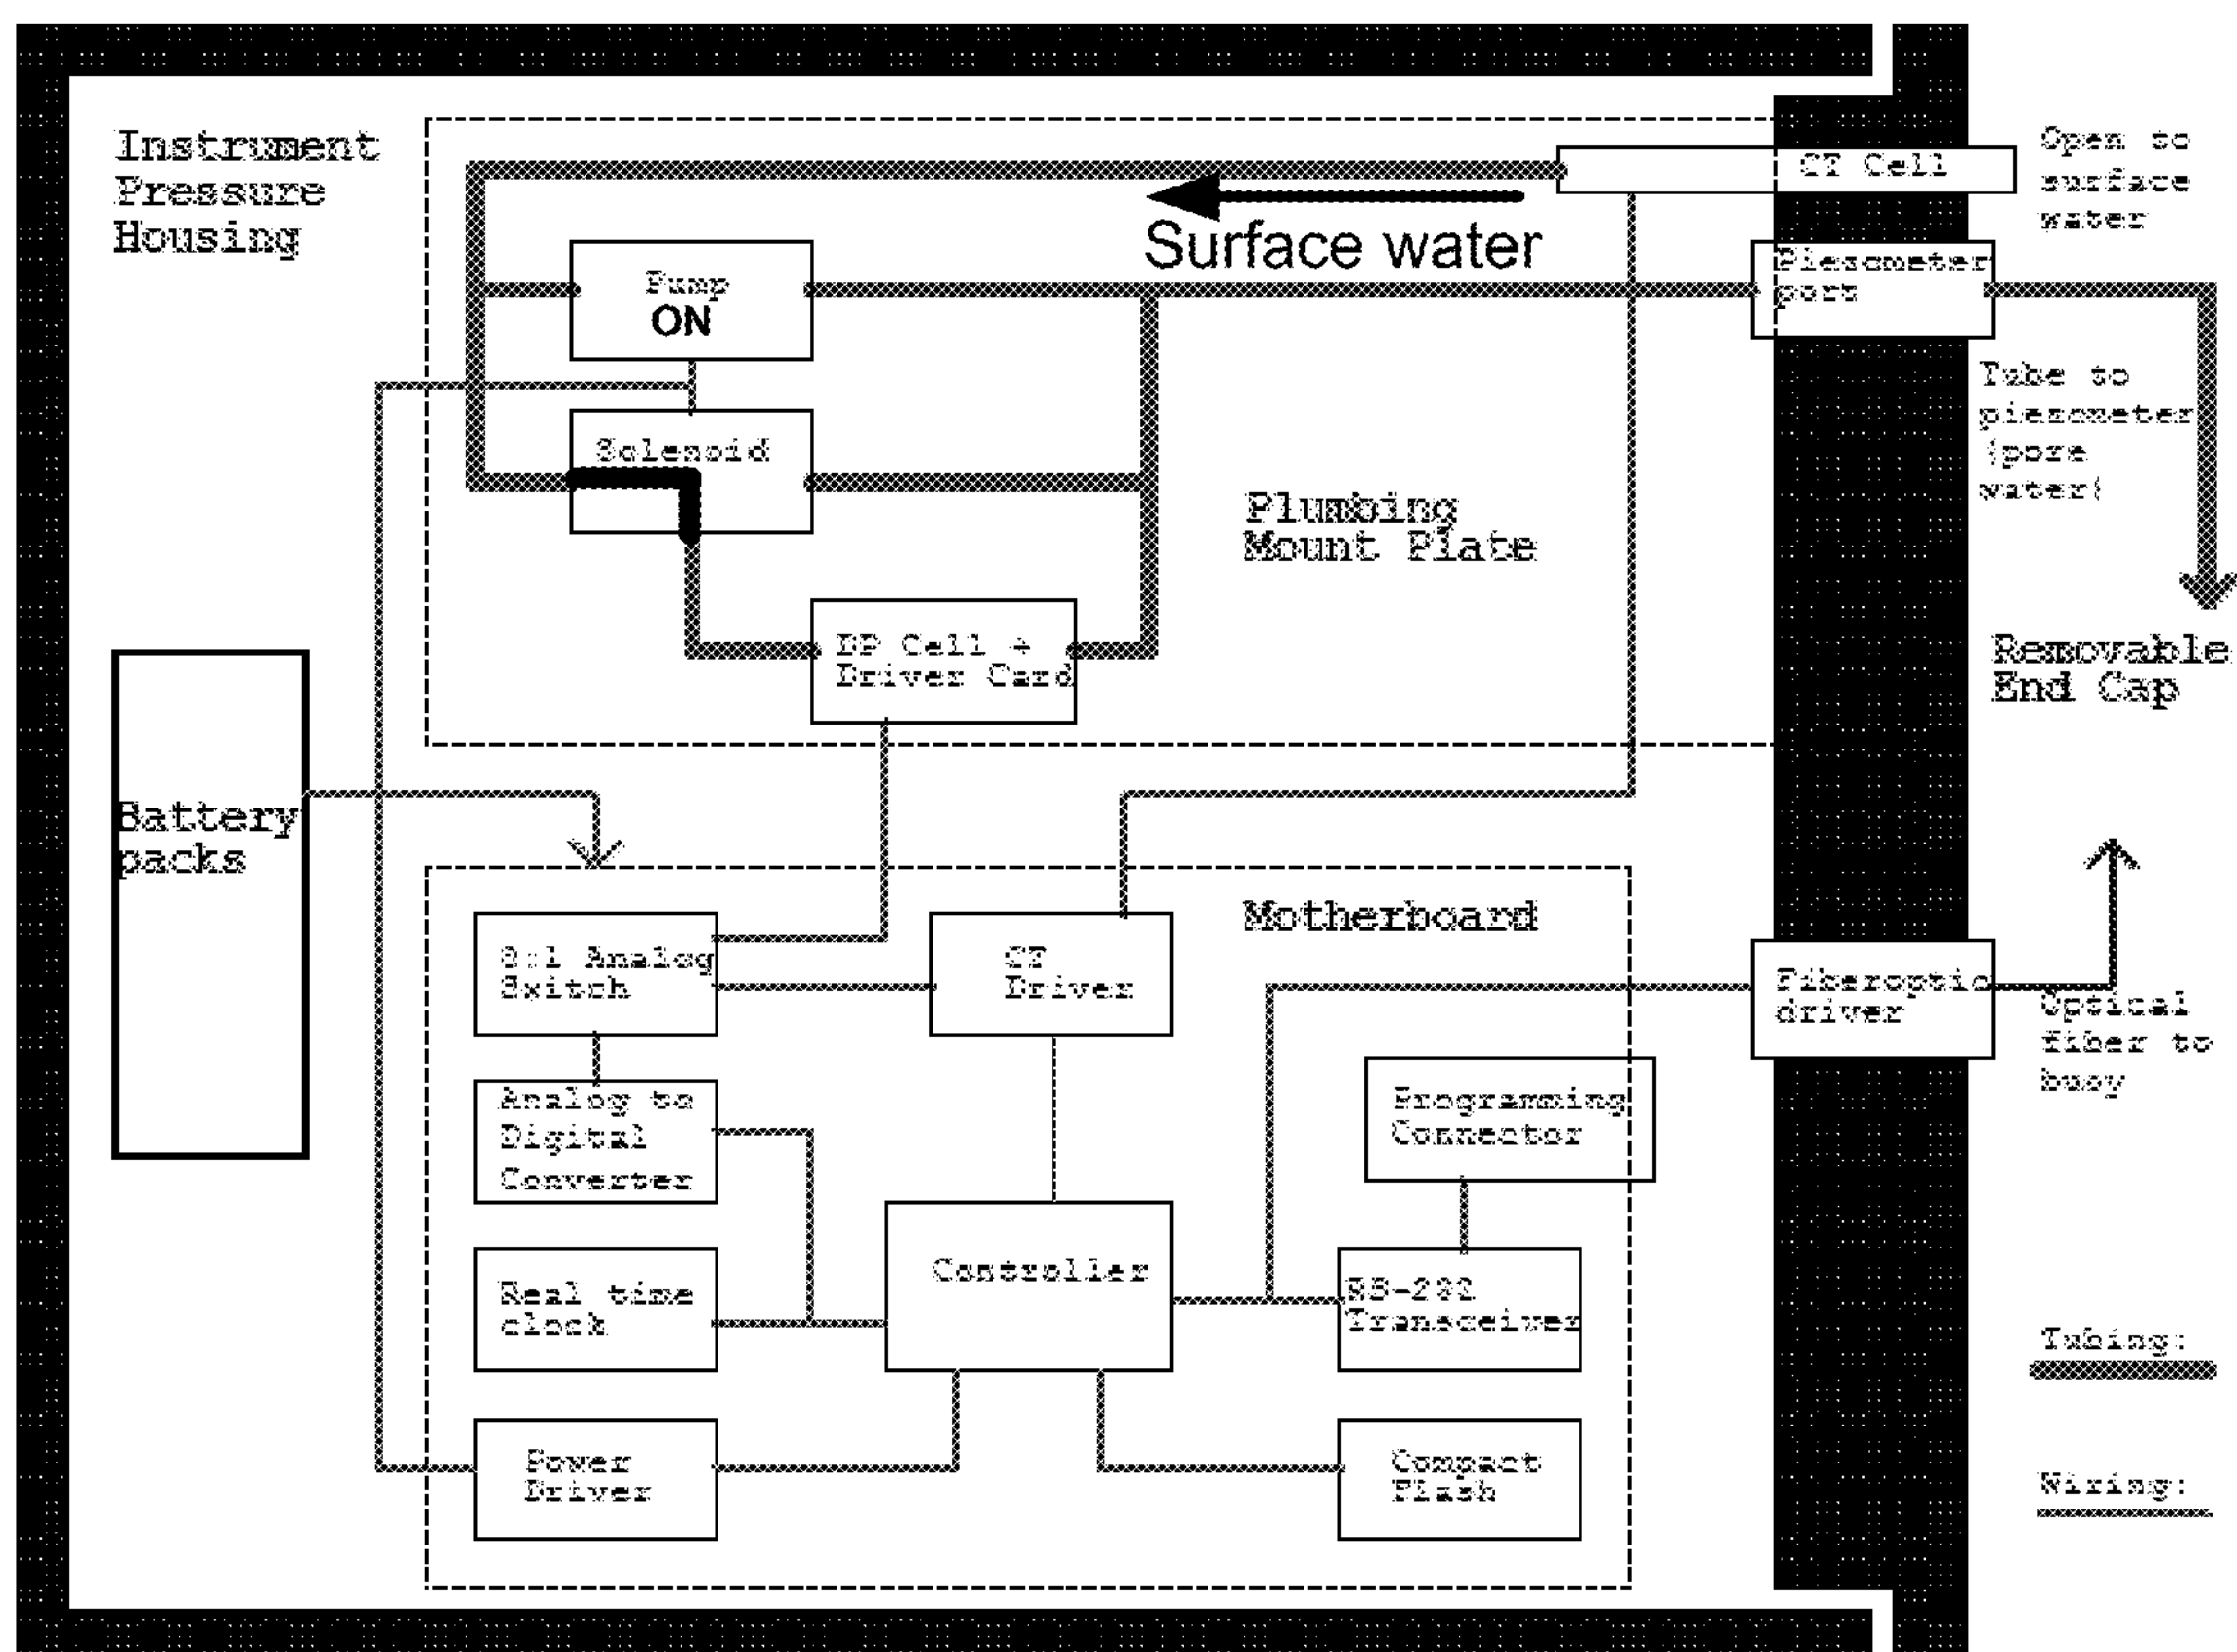 Instrument
Pressure
Housing
CT Cell
Open to
surface
water
Surface water
Pump
ON
Piezometer
port
Solenoid
Tube to
piezometer
(pore
water(
Plumbing
Mount Plate
DP Cell +
Driver Card
Removable
End Cap
Battery
packs
Motherboard
8:1 Analog
Switch
CT
Driver
Fiberoptic
driver
Optical
fiber to
buoy
Analog to
Digital
Converter
Programming
Connector
Controller
Real time
clock
RS-232
Transceiver
Tubing:
Power
Driver
Compact
Flash
Wiring: